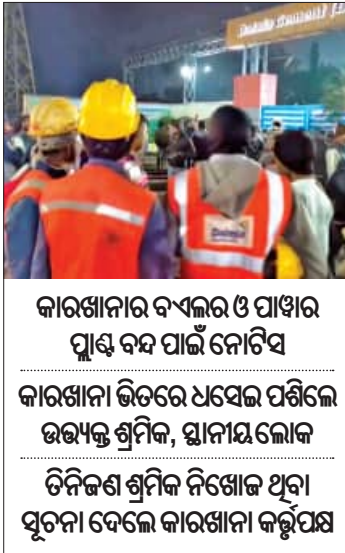 କାରଖାନାର ବଏଲର ଓ ପାୱାର
ପ୍ଲାଣ୍ଟ ବନ୍ଦ ପାଇଁ ନୋଟିସ
କାରଖାନା ଭିତରେ ଧସେଇ ପଶିଲେ
ଉତ୍ତ୍ୟକ୍ତ ଶ୍ରମିକ, ସ୍ଥାନୀୟ ଲୋକ
ତିନିଜଣ ଶ୍ରମିକ ନିଖୋଜ ଥିବା
ସୂଚନା ଦେଲେ କାରଖାନା କର୍ତ୍ତୃପକ୍ଷ